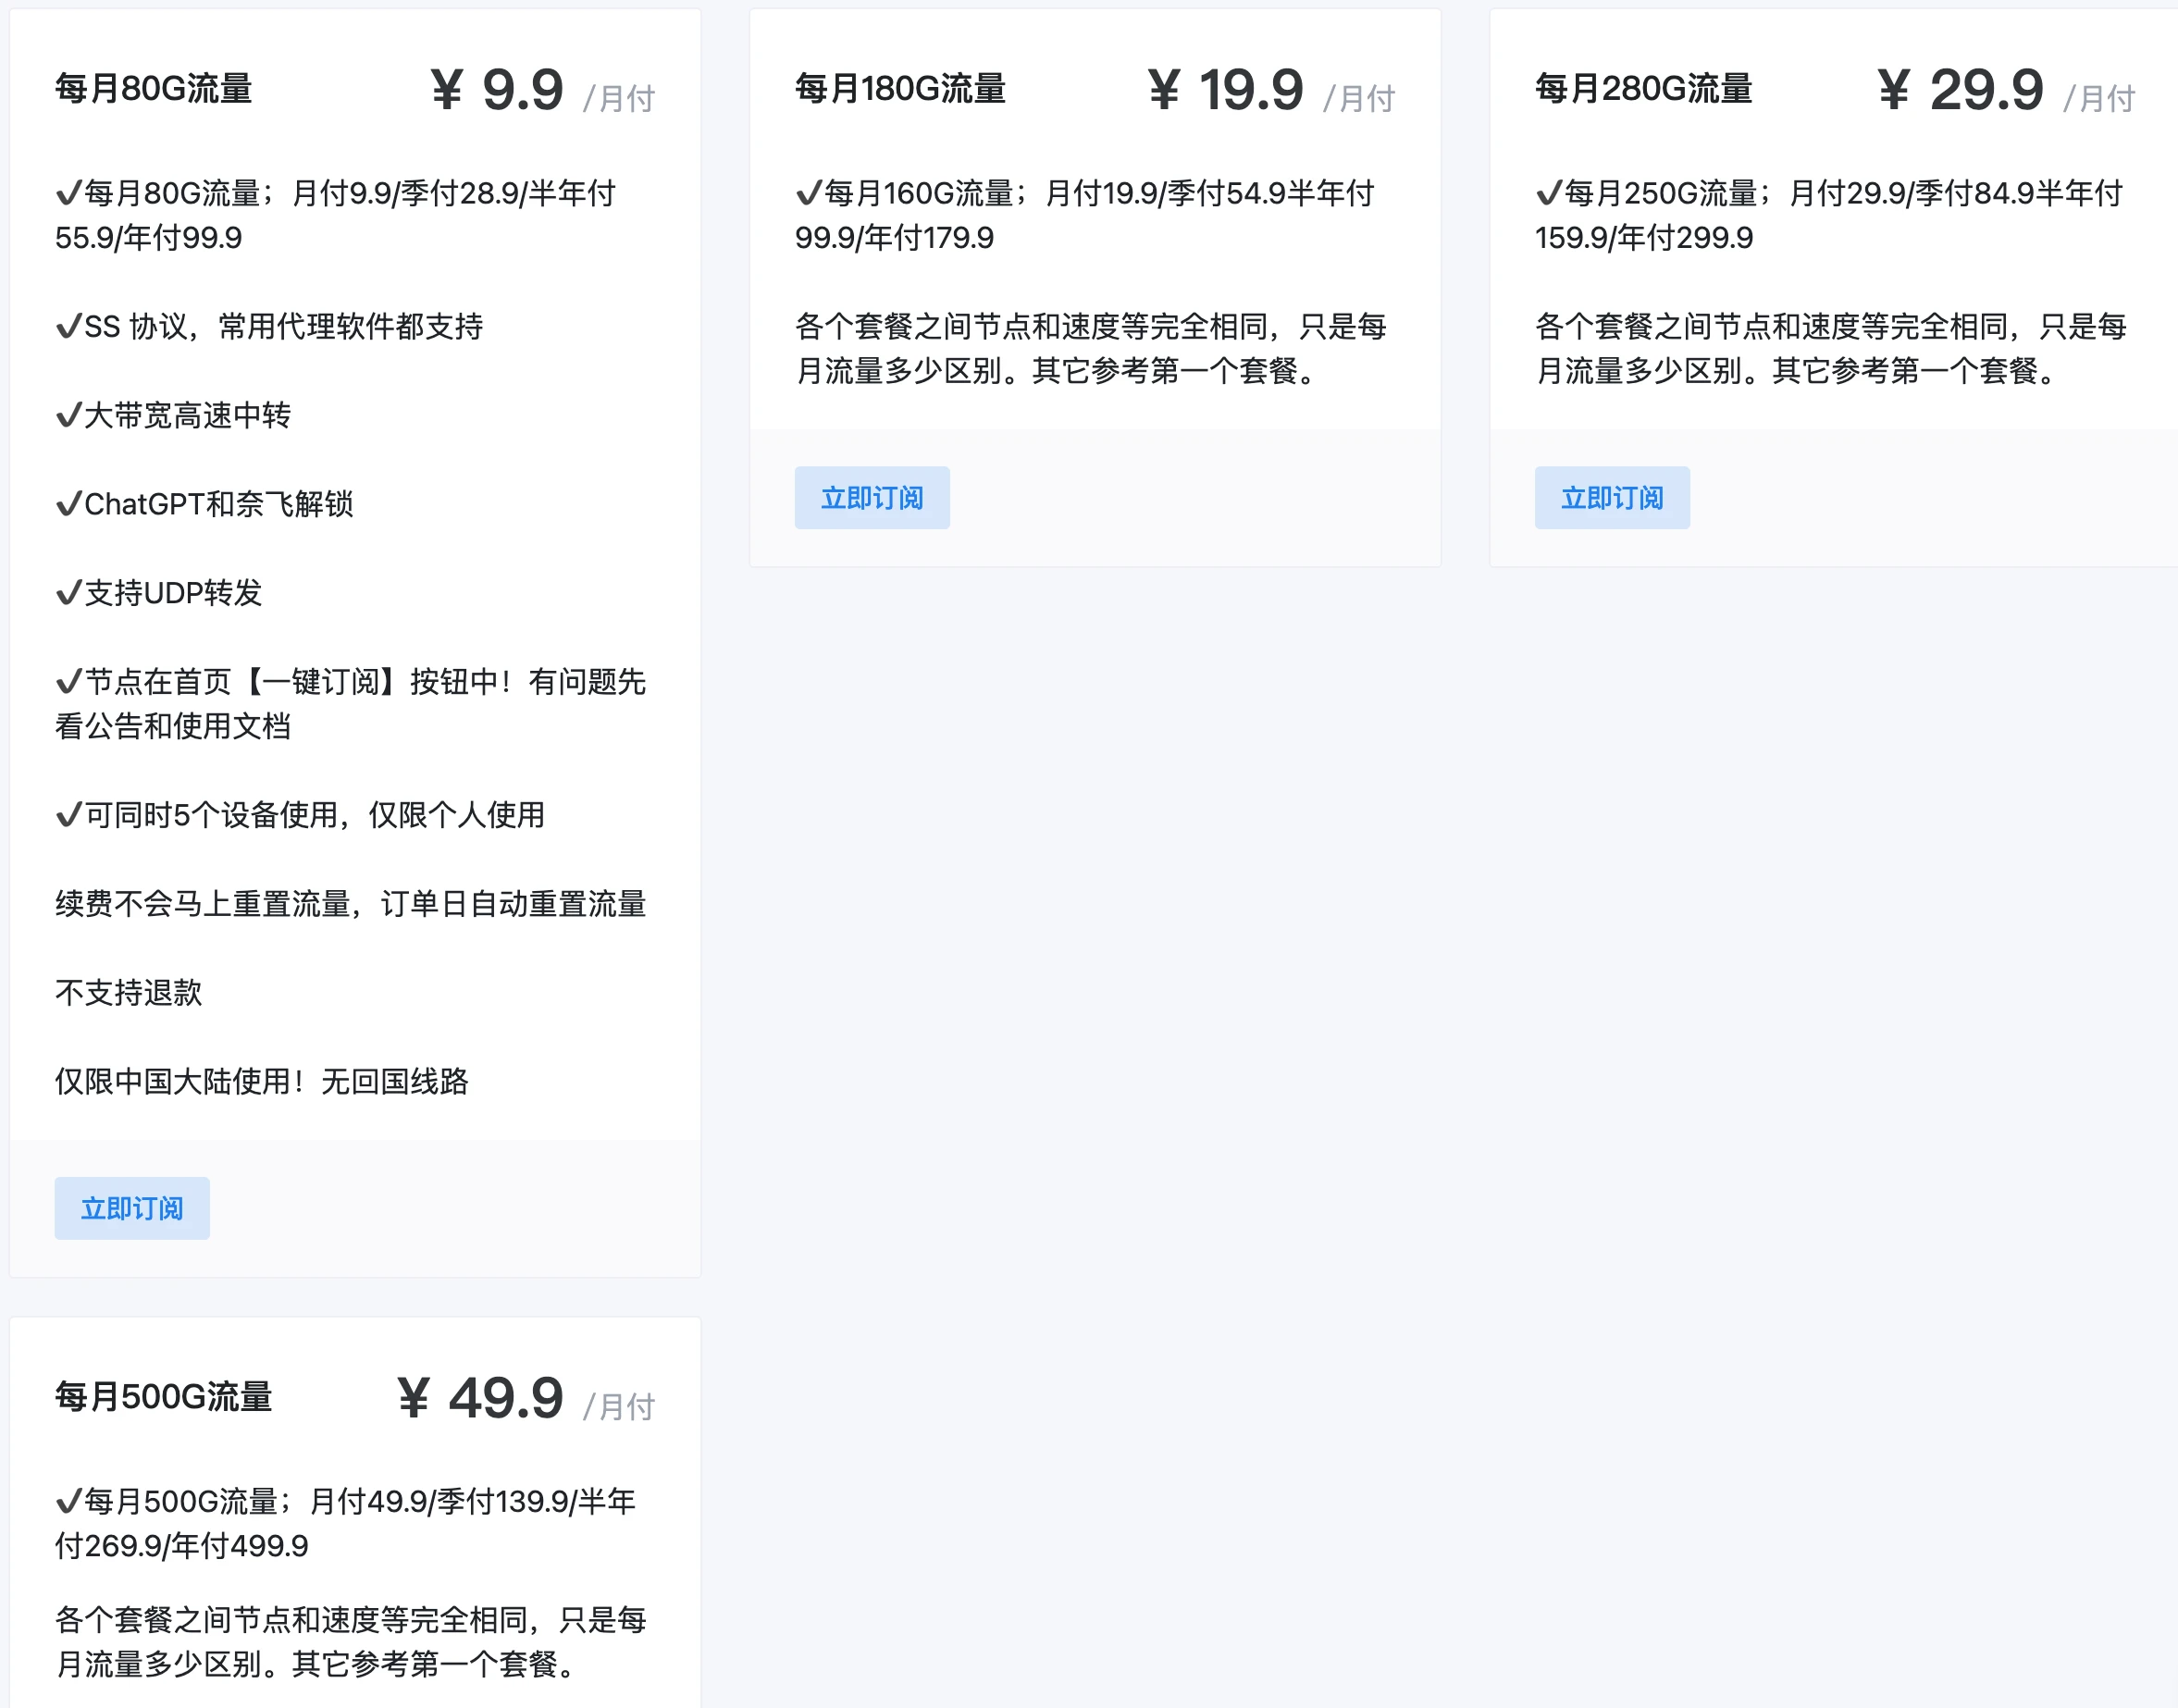 每月80G流量
¥ 9.9 /月付
✔每月80G流量；月付9.9/季付28.9/半年付
55.9/年付99.9
✔SS 协议，常用代理软件都支持
✔大带宽高速中转
✔ChatGPT和奈飞解锁
✔支持UDP转发
✔节点在首页【一键订阅】按钮中！有问题先
看公告和使用文档
✔可同时5个设备使用，仅限个人使用
续费不会马上重置流量，订单日自动重置流量
不支持退款
仅限中国大陆使用！无回国线路
立即订阅
每月180G流量
¥ 19.9 /月付
✔每月160G流量；月付19.9/季付54.9半年付
99.9/年付179.9
各个套餐之间节点和速度等完全相同，只是每
月流量多少区别。其它参考第一个套餐。
立即订阅
每月280G流量
¥ 29.9 /月付
✔每月250G流量；月付29.9/季付84.9半年付
159.9/年付299.9
各个套餐之间节点和速度等完全相同，只是每
月流量多少区别。其它参考第一个套餐。
立即订阅
每月500G流量
¥ 49.9 /月付
✔每月500G流量；月付49.9/季付139.9/半年
付269.9/年付499.9
各个套餐之间节点和速度等完全相同，只是每
月流量多少区别。其它参考第一个套餐。